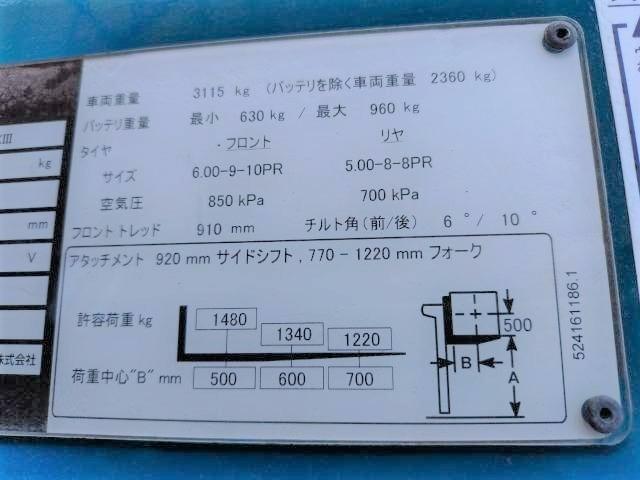 車両重量 3115 kg (バッテリを除く車両重量 2360 kg)
バッテリ重量 最小 630 kg / 最大 960 kg
タイヤ ・フロント リヤ
サイズ 6.00-9-10PR 5.00-8-8PR
空気圧 850 kPa 700 kPa
フロントトレッド 910 mm チルト角(前/後) 6°/ 10°
アタッチメント 920 mm サイドシフト, 770 - 1220 mm フォーク
許容荷重 kg 1480 1340 1220
荷重中心"B" mm 500 600 700
500
B A
524161186.1
kg
mm
V
株式会社